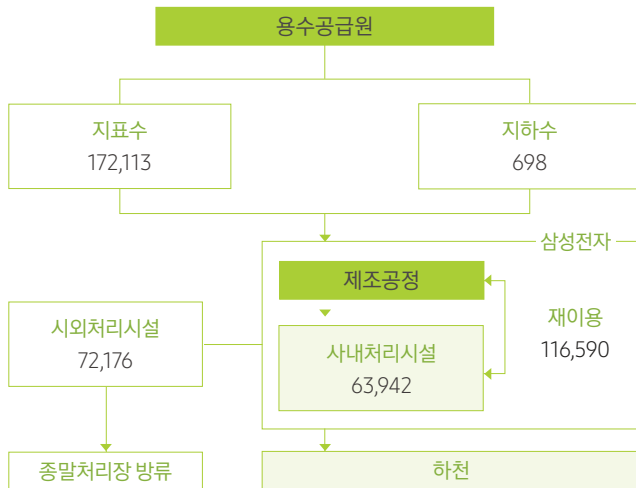 용수공급원
지표수
172,113
지하수
698
삼성전자
제조공정
재이용
116,590
시외처리시설
72,176
사내처리시설
63,942
종말처리장 방류
하천